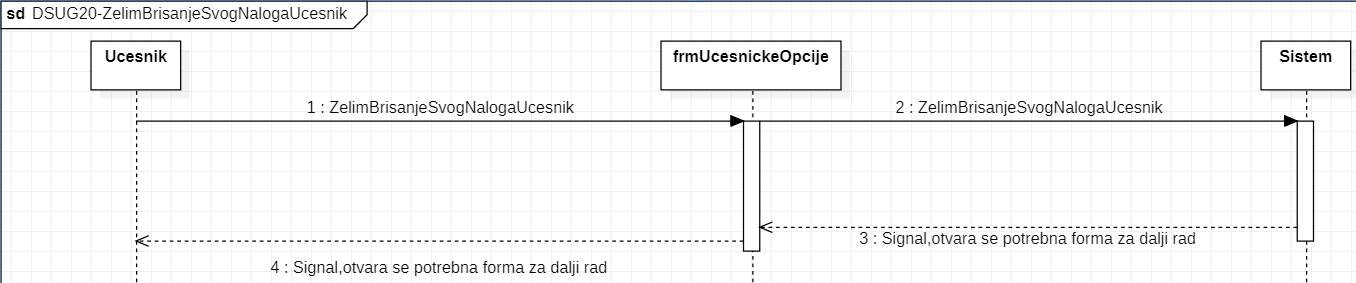 sd DSUG20-ZelimBrisanjeSvogNalogaUcesnik
Ucesnik
frmUcesnickeOpcije
Sistem
1 : ZelimBrisanjeSvogNalogaUcesnik
2 : ZelimBrisanjeSvogNalogaUcesnik
3 : Signal,otvara se potrebna forma za dalji rad
4 : Signal,otvara se potrebna forma za dalji rad